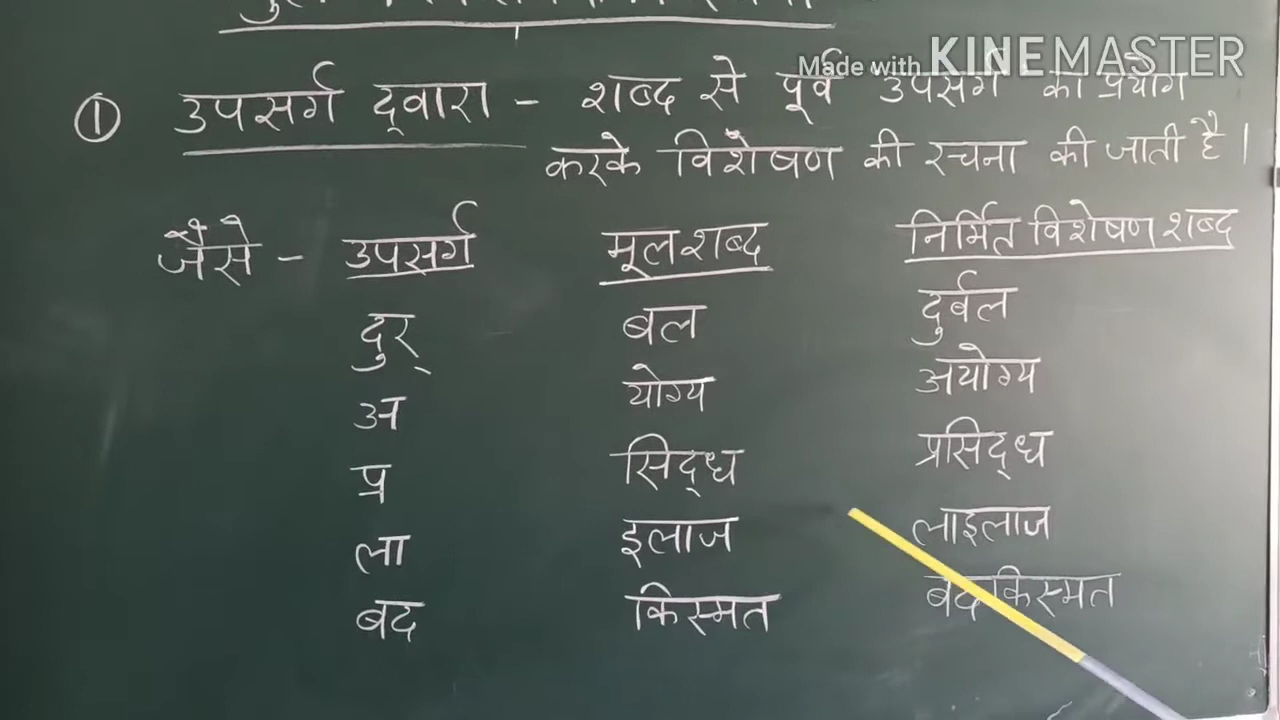 Made with KINEMASTER
① उपसर्ग द्वारा - शब्द से पूर्व उपसर्ग का प्रयोग
करके विशेषण की रचना की जाती है।
जैसे - उपसर्ग मूलशब्द निर्मित विशेषण शब्द
दुर् बल दुर्बल
अ योग्य अयोग्य
प्र सिद्ध प्रसिद्ध
ला इलाज लाइलाज
बद किस्मत बदकिस्मत